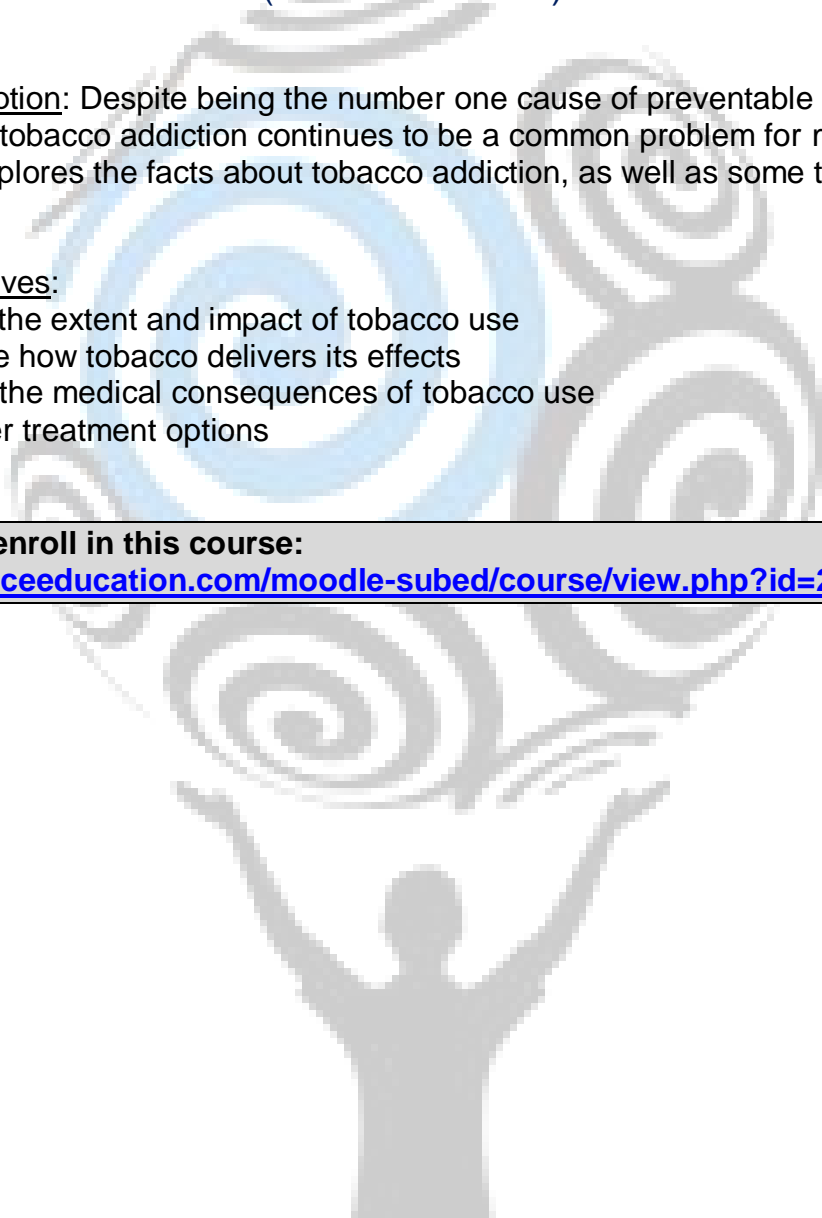 ption: Despite being the number one cause of preventable
tobacco addiction continues to be a common problem for
plores the facts about tobacco addiction, as well as some
ves:
the extent and impact of tobacco use
e how tobacco delivers its effects
the medical consequences of tobacco use
er treatment options
enroll in this course:
ceeducation.com/moodle-subed/course/view.php?id=2